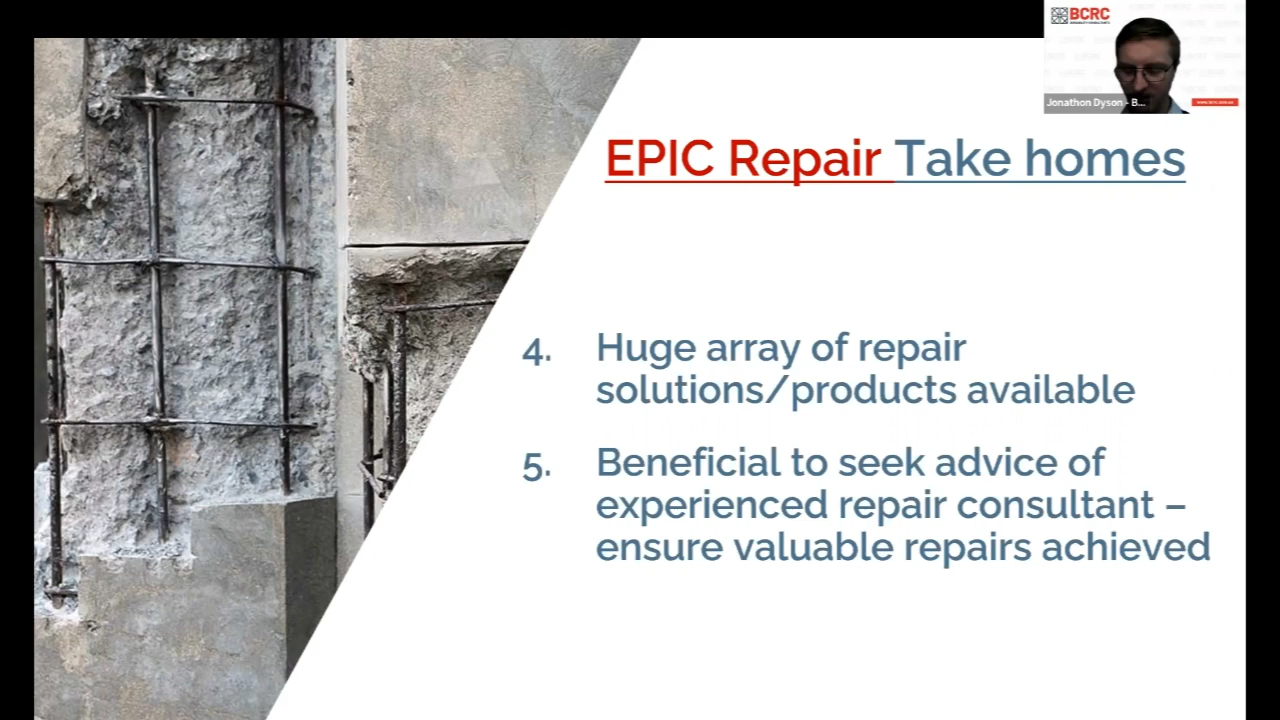 BCRC
Jonathon Dyson - B...
EPIC Repair Take homes
4. Huge array of repair
solutions/products available
5. Beneficial to seek advice of
experienced repair consultant –
ensure valuable repairs achieved